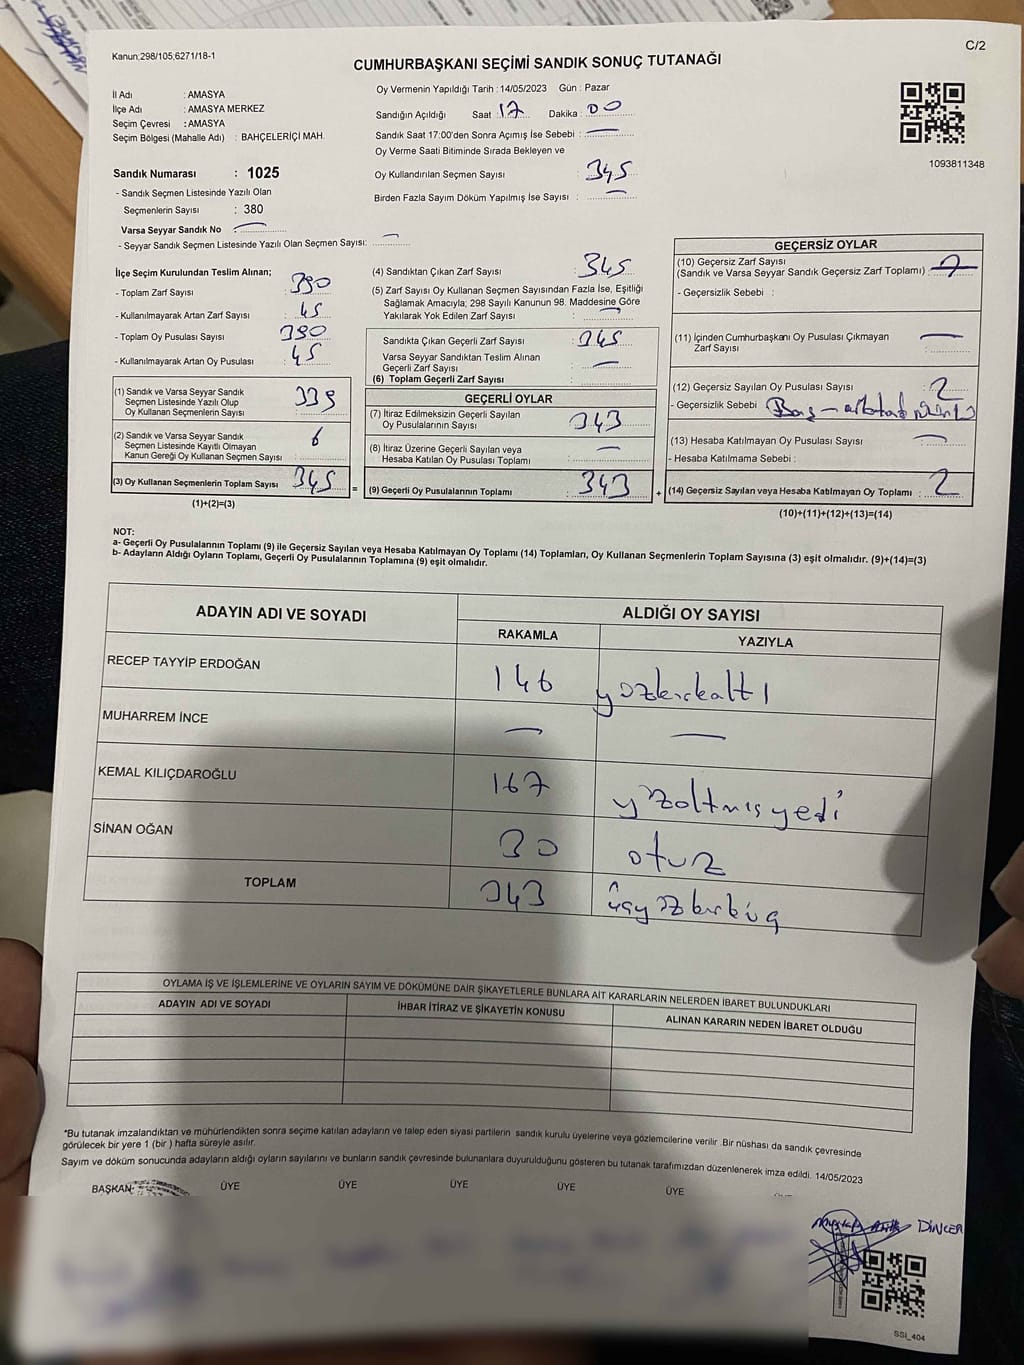 Kanun;298/105,6271/18-1
C/2
CUMHURBAŞKANI SEÇİMİ SANDIK SONUÇ TUTANAĞI
İl Adı : AMASYA
İlçe Adı : AMASYA MERKEZ
Seçim Çevresi : AMASYA
Seçim Bölgesi (Mahalle Adı) : BAHÇELERİÇİ MAH.
Sandık Numarası : 1025
- Sandık Seçmen Listesinde Yazılı Olan
Seçmenlerin Sayısı : 380
Varsa Seyyar Sandık No : —
- Seyyar Sandık Seçmen Listesinde Yazılı Olan Seçmen Sayısı: —
Oy Vermenin Yapıldığı Tarih : 14/05/2023 Gün : Pazar
Sandığın Açıldığı Saat : 17 Dakika : 00
Sandık Saat 17:00'den Sonra Açımış İse Sebebi : —
Oy Verme Saati Bitiminde Sırada Bekleyen ve
Oy Kullandırılan Seçmen Sayısı : 345
Birden Fazla Sayım Döküm Yapılmış İse Sayısı : —
1093811348
İlçe Seçim Kurulundan Teslim Alınan;
- Toplam Zarf Sayısı : 390
- Kullanılmayarak Artan Zarf Sayısı : 45
- Toplam Oy Pusulası Sayısı : 390
- Kullanılmayarak Artan Oy Pusulası : 45
(1) Sandık ve Varsa Seyyar Sandık
Seçmen Listesinde Yazılı Olup
Oy Kullanan Seçmenlerin Sayısı : 339
(2) Sandık ve Varsa Seyyar Sandık
Seçmen Listesinde Kayıtlı Olmayan
Kanun Gereği Oy Kullanan Seçmen Sayısı : 6
(3) Oy Kullanan Seçmenlerin Toplam Sayısı : 345
(1)+(2)=(3)
(4) Sandıktan Çıkan Zarf Sayısı : 345
(5) Zarf Sayısı Oy Kullanan Seçmen Sayısından Fazla İse, Eşitliği
Sağlamak Amacıyla; 298 Sayılı Kanunun 98. Maddesine Göre
Yakılarak Yok Edilen Zarf Sayısı : —
Sandıkta Çıkan Geçerli Zarf Sayısı : 345
Varsa Seyyar Sandıktan Teslim Alınan
Geçerli Zarf Sayısı : —
(6) Toplam Geçerli Zarf Sayısı :
GEÇERLİ OYLAR
(7) İtiraz Edilmeksizin Geçerli Sayılan
Oy Pusulalarının Sayısı : 343
(8) İtiraz Üzerine Geçerli Sayılan veya
Hesaba Katılan Oy Pusulası Toplamı : —
= (9) Geçerli Oy Pusulalarının Toplamı : 343
GEÇERSİZ OYLAR
(10) Geçersiz Zarf Sayısı
(Sandık ve Varsa Seyyar Sandık Geçersiz Zarf Toplamı) :
- Geçersizlik Sebebi :
(11) İçinden Cumhurbaşkanı Oy Pusulası Çıkmayan
Zarf Sayısı : —
(12) Geçersiz Sayılan Oy Pusulası Sayısı : 2
- Geçersizlik Sebebi :
(13) Hesaba Katılmayan Oy Pusulası Sayısı : —
- Hesaba Katılmama Sebebi :
+ (14) Geçersiz Sayılan veya Hesaba Katılmayan Oy Toplamı : 2
(10)+(11)+(12)+(13)=(14)
NOT:
a- Geçerli Oy Pusulalarının Toplamı (9) ile Geçersiz Sayılan veya Hesaba Katılmayan Oy Toplamı (14) Toplamları, Oy Kullanan Seçmenlerin Toplam Sayısına (3) eşit olmalıdır. (9)+(14)=(3)
b- Adayların Aldığı Oyların Toplamı, Geçerli Oy Pusulalarının Toplamına (9) eşit olmalıdır.
ADAYIN ADI VE SOYADI ALDIĞI OY SAYISI
RAKAMLA YAZIYLA
RECEP TAYYİP ERDOĞAN 146 yüzkırkaltı
MUHARREM İNCE — —
KEMAL KILIÇDAROĞLU 167 yüzaltmışyedi
SİNAN OĞAN 30 otuz
TOPLAM 343 üçyüzkırküç
OYLAMA İŞ VE İŞLEMLERİNE VE OYLARIN SAYIM VE DÖKÜMÜNE DAİR ŞİKAYETLERLE BUNLARA AİT KARARLARIN NELERDEN İBARET BULUNDUKLARI
ADAYIN ADI VE SOYADI İHBAR İTİRAZ VE ŞİKAYETİN KONUSU ALINAN KARARIN NEDEN İBARET OLDUĞU
*Bu tutanak imzalandıktan ve mühürlendikten sonra seçime katılan adayların ve talep eden siyasi partilerin sandık kurulu üyelerine veya gözlemcilerine verilir. Bir nüshası da sandık çevresinde
görülecek bir yere 1 (bir) hafta süreyle asılır.
Sayım ve döküm sonucunda adayların aldığı oyların sayılarını ve bunların sandık çevresinde bulunanlara duyurulduğunu gösteren bu tutanak tarafımızdan düzenlenerek imza edildi. 14/05/2023
BAŞKAN ÜYE ÜYE ÜYE ÜYE ÜYE
DİNÇER
SSI_404